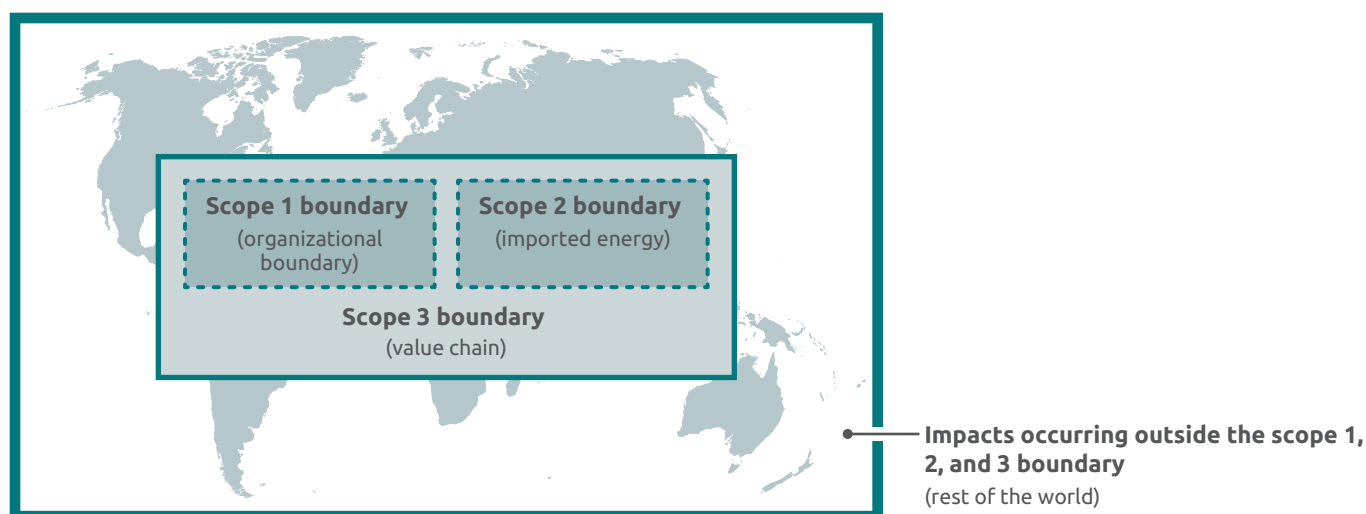 Scope 1 boundary
(organizational
boundary)
Scope 2 boundary
(imported energy)
Scope 3 boundary
(value chain)
Impacts occurring outside the scope 1,
2, and 3 boundary
(rest of the world)